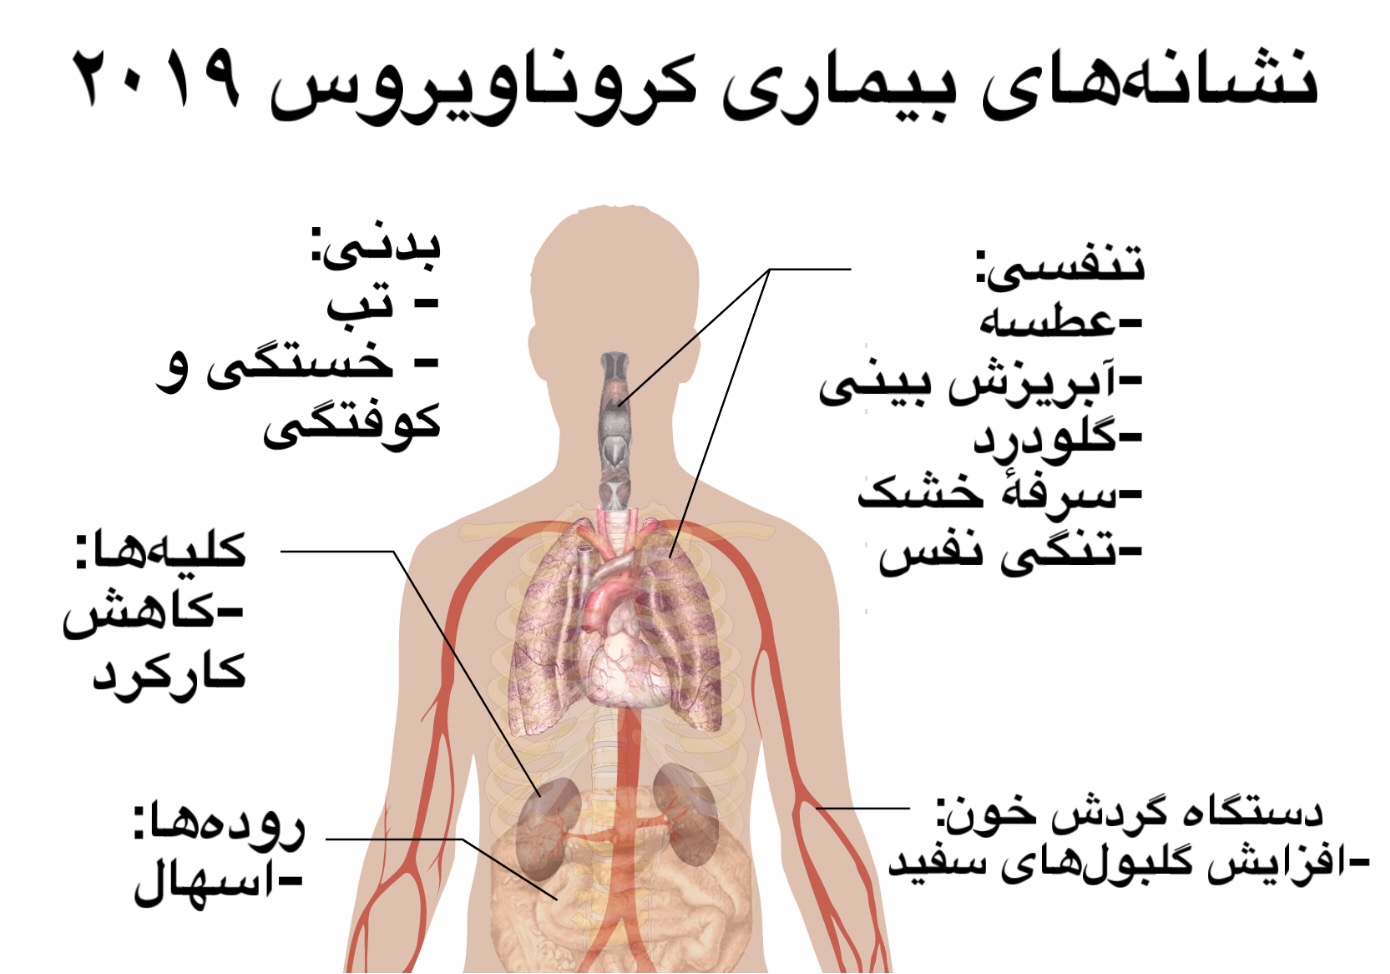 نشانه‌های بیماری کروناویروس ۲۰۱۹
تنفسی:
-عطسه
-آبریزش بینی
-گلودرد
-سرفهٔ خشک
-تنگی نفس
بدنی:
- تب
- خستگی و
کوفتگی
کلیه‌ها:
-کاهش
کارکرد
دستگاه گردش خون:
-افزایش گلبول‌های سفید
روده‌ها:
-اسهال